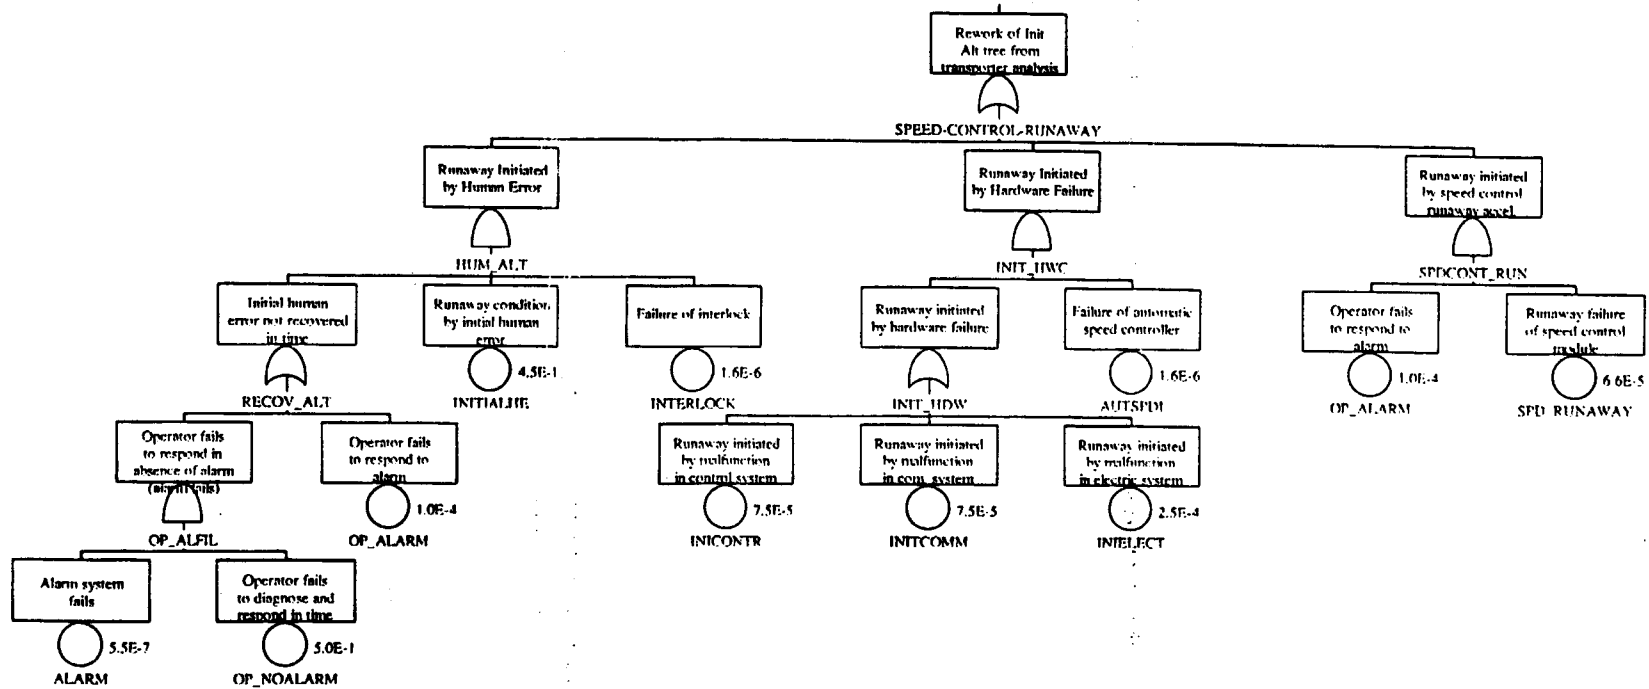 Rework of Init
Alt tree from
transporter analysis
SPEED-CONTROL-RUNAWAY
Runaway Initiated
by Human Error
HUM_ALT
Runaway Initiated
by Hardware Failure
INIT_HWC
Runaway initiated
by speed control
runaway accel.
SPDCONT_RUN
Initial human
error not recovered
in time
RECOV_ALT
Runaway condition
by initial human
error
4.5E-1
INITIALHE
Failure of interlock
1.6E-6
INTERLOCK
Runaway initiated
by hardware failure
INIT_HDW
Failure of automatic
speed controller
1.6E-6
AUTSPDI
Operator fails
to respond to
alarm
1.0E-4
OP_ALARM
Runaway failure
of speed control
module
6.6E-5
SPD_RUNAWAY
Operator fails
to respond in
absence of alarm
(alarm fails)
OP_ALFIL
Operator fails
to respond to
alarm
1.0E-4
OP_ALARM
Runaway initiated
by malfunction
in control system
7.5E-5
INICONTR
Runaway initiated
by malfunction
in com. system
7.5E-5
INITCOMM
Runaway initiated
by malfunction
in electric system
2.5E-4
INIELECT
Alarm system
fails
5.5E-7
ALARM
Operator fails
to diagnose and
respond in time
5.0E-1
OP_NOALARM